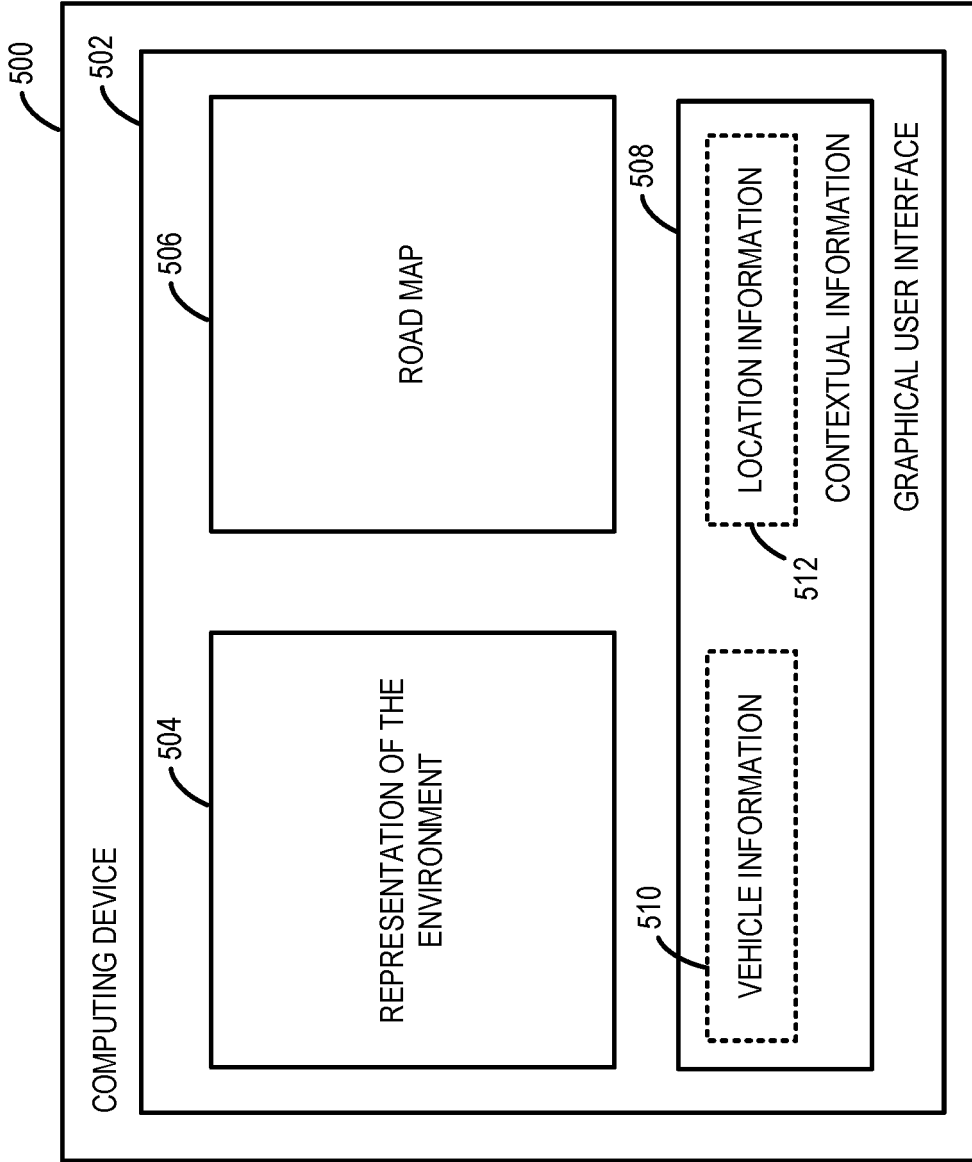 500
COMPUTING DEVICE
502
504
506
REPRESENTATION OF THE
ENVIRONMENT
ROAD MAP
510
508
VEHICLE INFORMATION
LOCATION INFORMATION
512
CONTEXTUAL INFORMATION
GRAPHICAL USER INTERFACE